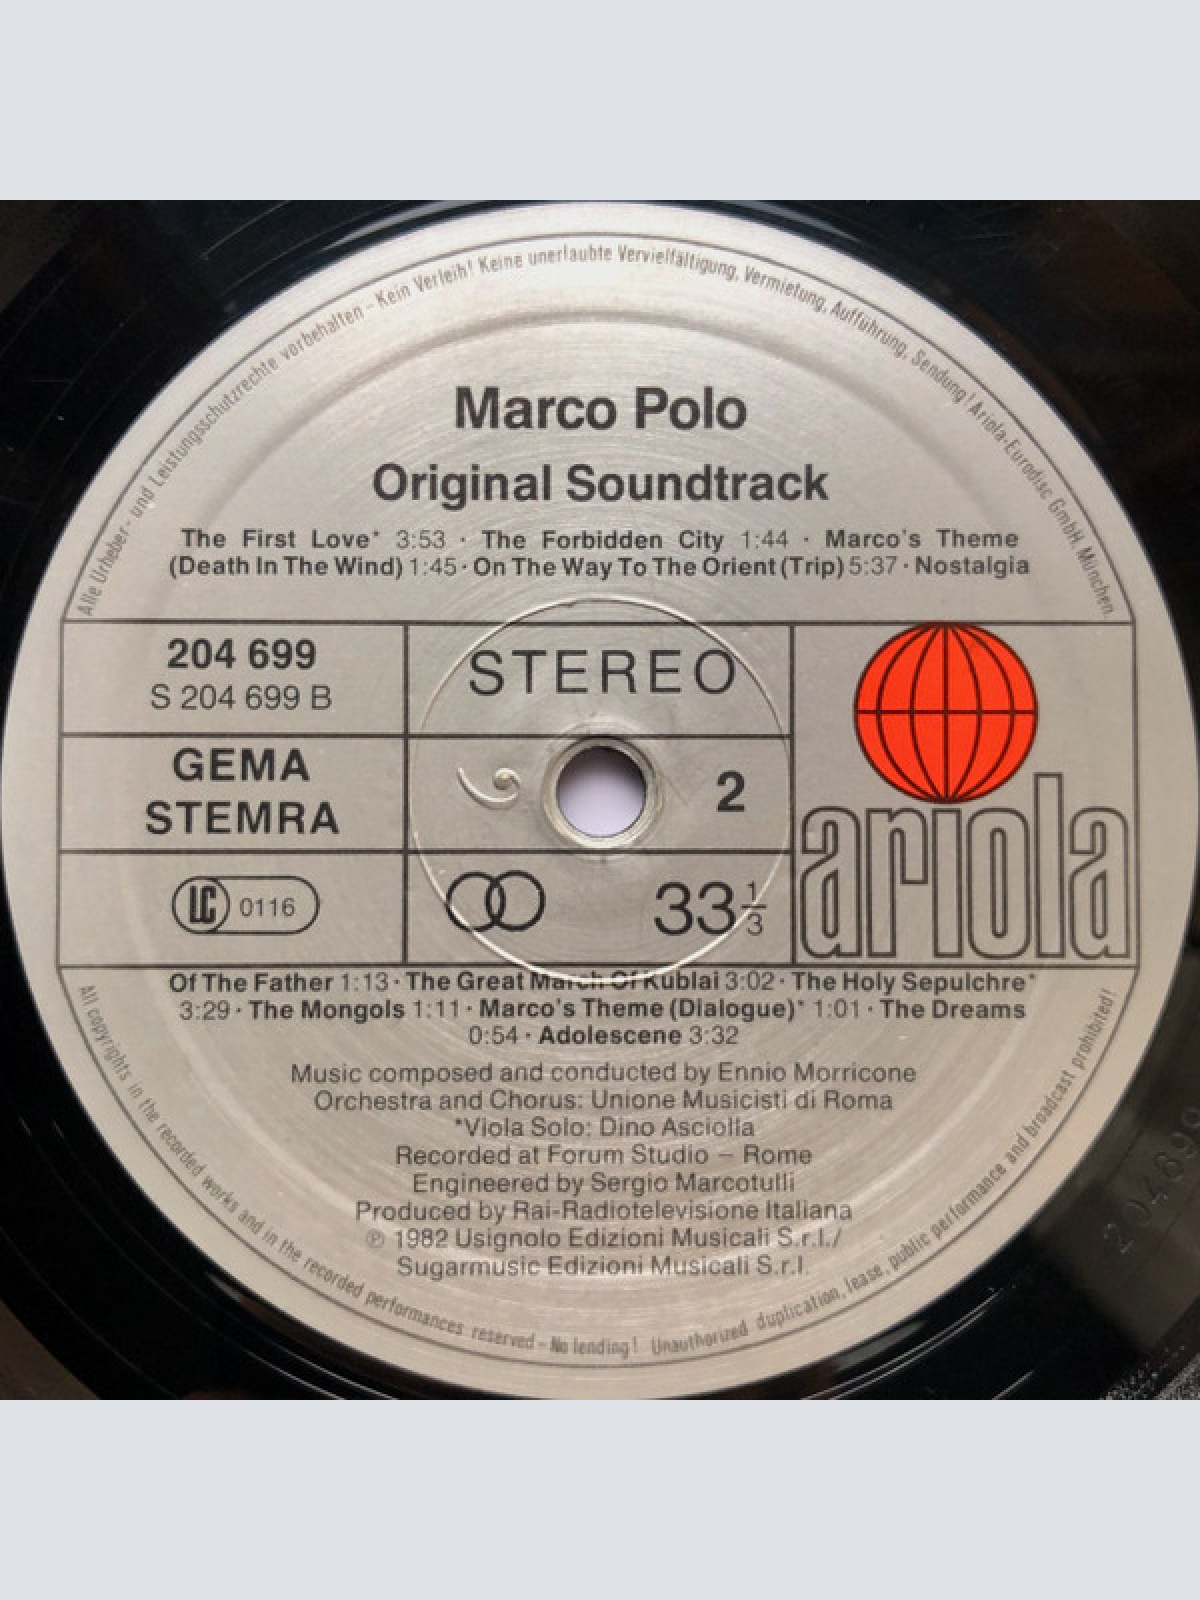 Alle Urheber- und Leistungsschutzrechte vorbehalten – Kein Verleih! Keine unerlaubte Vervielfältigung, Vermietung, Aufführung, Sendung! Ariola-Eurodisc GmbH, München.
Marco Polo
Original Soundtrack
The First Love* 3:53 · The Forbidden City 1:44 · Marco's Theme
(Death In The Wind) 1:45 · On The Way To The Orient (Trip) 5:37 · Nostalgia
204 699
S 204 699 B
STEREO
GEMA
STEMRA
2
LC 0116
33 1/3
ariola
Of The Father 1:13 · The Great March Of Kublai 3:02 · The Holy Sepulchre*
3:29 · The Mongols 1:11 · Marco's Theme (Dialogue)* 1:01 · The Dreams
0:54 · Adolescene 3:32
Music composed and conducted by Ennio Morricone
Orchestra and Chorus: Unione Musicisti di Roma
*Viola Solo: Dino Asciolla
Recorded at Forum Studio – Rome
Engineered by Sergio Marcotulli
Produced by Rai-Radiotelevisione Italiana
℗ 1982 Usignolo Edizioni Musicali S.r.l./
Sugarmusic Edizioni Musicali S.r.l.
All copyrights in the recorded works and in the recorded performances reserved – No lending! Unauthorized duplication, lease, public performance and broadcast prohibited!